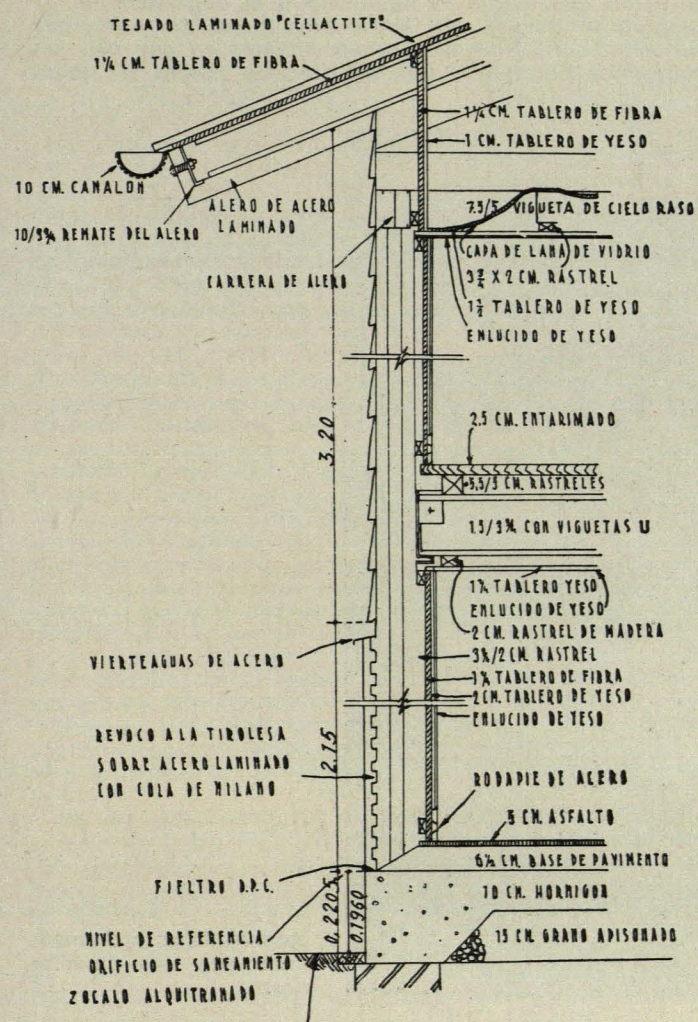 TEJADO LAMINADO "CELLACTITE"
1¼ CM. TABLERO DE FIBRA
1¼ CM. TABLERO DE FIBRA
1 CM. TABLERO DE YESO
10 CM. CANALON
ALERO DE ACERO
LAMINADO
10/9¾ REMATE DEL ALERO
7.5/5 VIGUETA DE CIELO RASO
CAPA DE LANA DE VIDRIO
CARRERA DE ALERO
3¾ X 2 CM. RASTREL
1½ TABLERO DE YESO
ENLUCIDO DE YESO
3.20
2.5 CM. ENTARIMADO
5,5/5 CM. RASTRELES
15/3¾ CON VIGUETAS U
1¼ TABLERO YESO
ENLUCIDO DE YESO
2 CM. RASTREL DE MADERA
VIERTEAGUAS DE ACERO
3¾/2 CM. RASTREL
1¼ TABLERO DE FIBRA
2 CM. TABLERO DE YESO
ENLUCIDO DE YESO
REVOCO A LA TIROLESA
SOBRE ACERO LAMINADO
CON COLA DE MILANO
2.15
RODAPIE DE ACERO
5 CM. ASFALTO
6½ CM. BASE DE PAVIMENTO
FIELTRO D.P.C.
0.2205
0.1960
10 CM. HORMIGON
15 CM. GRANO APISONADO
NIVEL DE REFERENCIA
ORIFICIO DE SANEAMIENTO
ZOCALO ALQUITRANADO